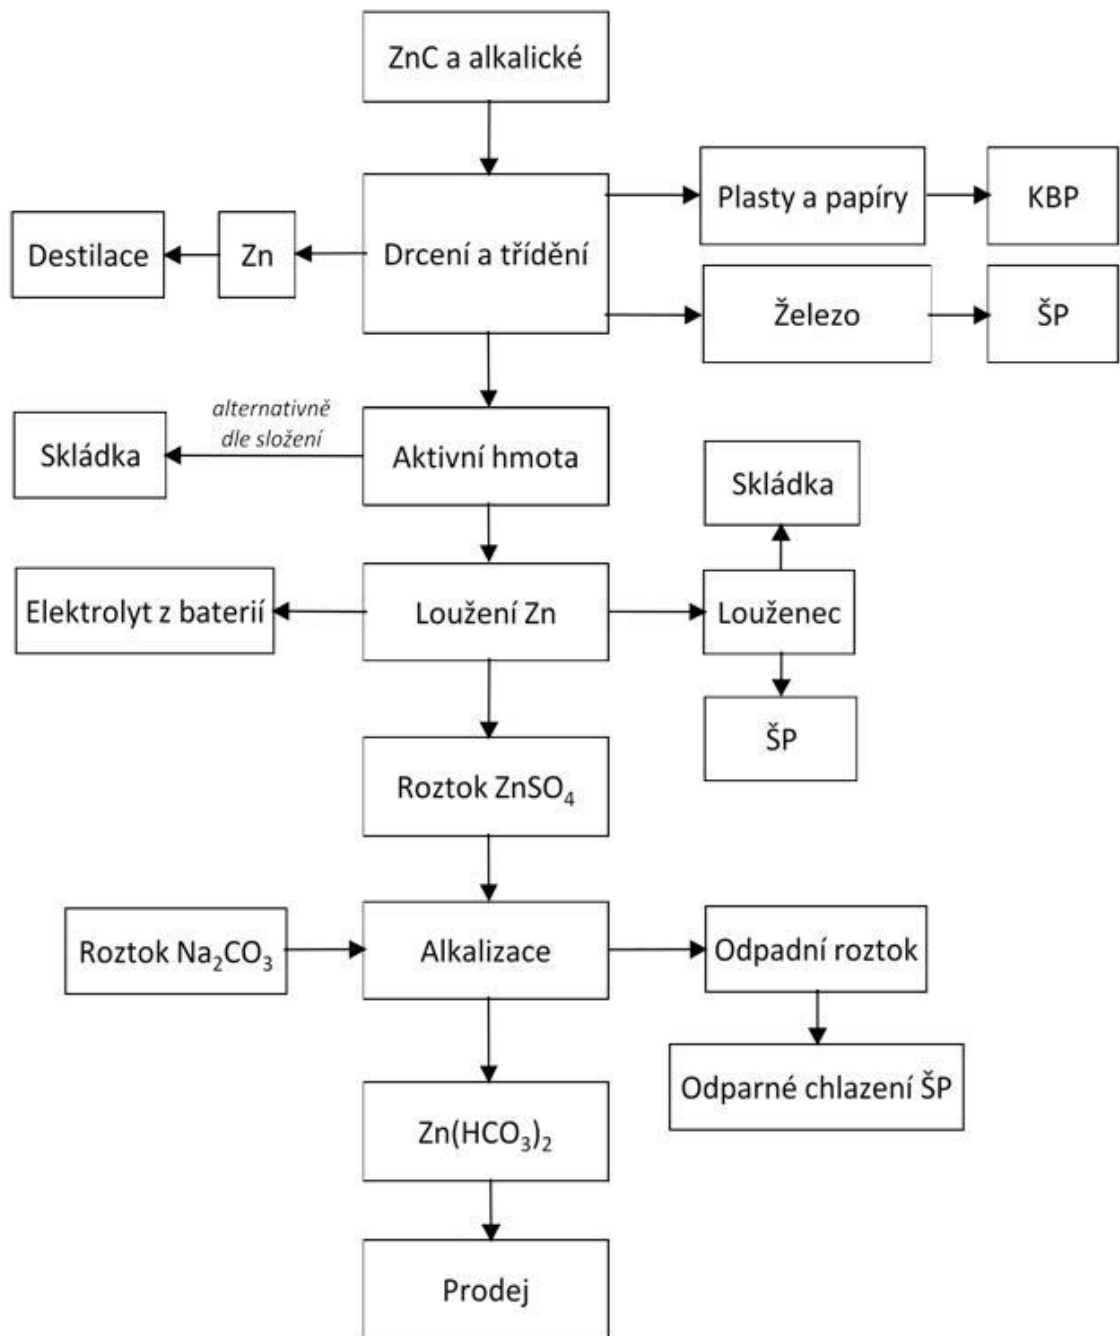 ZnC a alkalické
Plasty a papíry
KBP
Destilace
Zn
Drcení a třídění
Železo
ŠP
alternativně
dle složení
Skládka
Aktivní hmota
Skládka
Elektrolyt z baterií
Loužení Zn
Louženec
ŠP
Roztok ZnSO₄
Roztok Na₂CO₃
Alkalizace
Odpadní roztok
Odparné chlazení ŠP
Zn(HCO₃)₂
Prodej